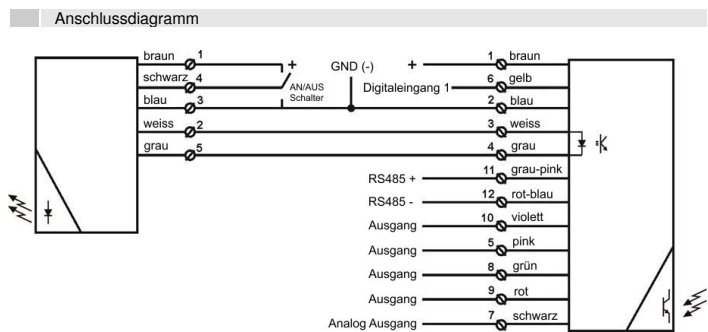 Anschlussdiagramm
braun 1
+
GND (-)
+
1 braun
schwarz 4
AN/AUS
Schalter
Digitaleingang 1
6 gelb
blau 3
2 blau
weiss 2
3 weiss
grau 5
4 grau
RS485 +
11 grau-pink
RS485 -
12 rot-blau
Ausgang
10 violett
Ausgang
5 pink
Ausgang
8 grün
Ausgang
9 rot
Analog Ausgang
7 schwarz